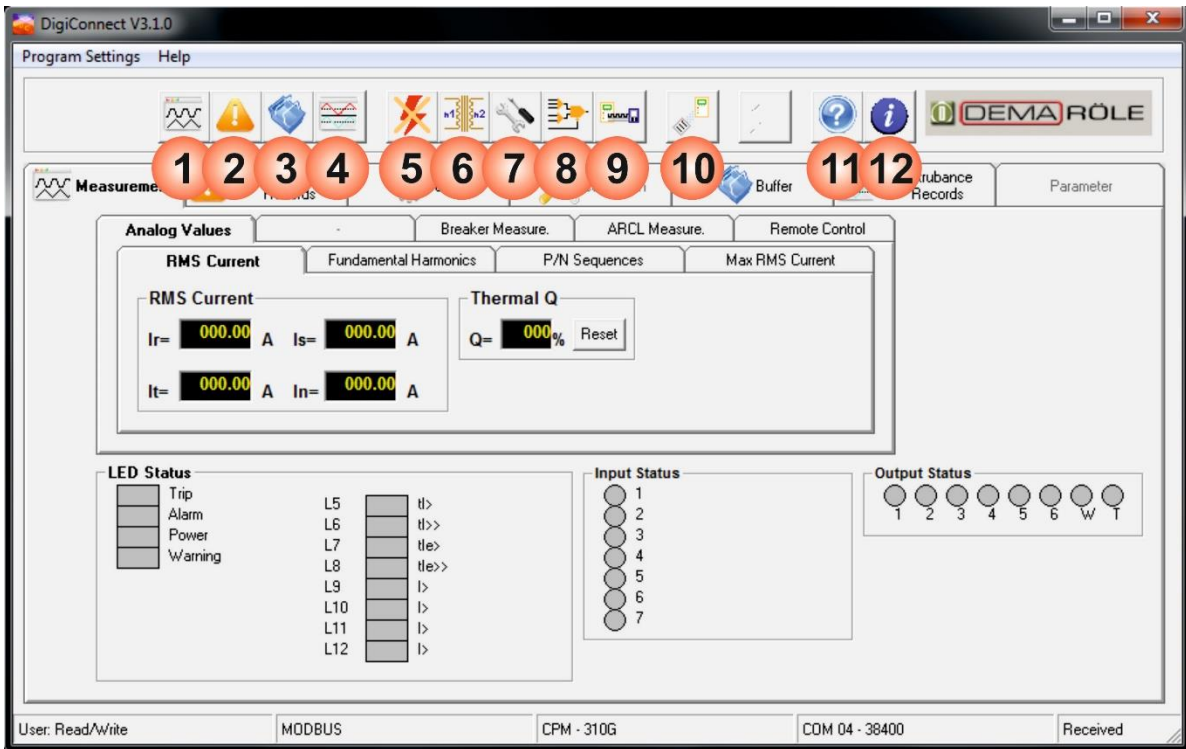 DigiConnect V3.1.0
Program Settings Help
n1 n2
i DEMA RÖLE
1 2 3 4 5 6 7 8 9 10 11 12
Buffer
Records
Parameter
Analog Values - Breaker Measure. ARCL Measure. Remote Control
RMS Current Fundamental Harmonics P/N Sequences Max RMS Current
RMS Current Thermal Q
Ir= 000.00 A Is= 000.00 A Q= 000% Reset
It= 000.00 A In= 000.00 A
LED Status Input Status Output Status
Trip
Alarm
Power
Warning
L5 tI>
L6 tI>>
L7 tIe>
L8 tIe>>
L9 I>
L10 I>
L11 I>
L12 I>
1
2
3
4
5
6
7
1 2 3 4 5 6 W T
User: Read/Write MODBUS CPM - 310G COM 04 - 38400 Received